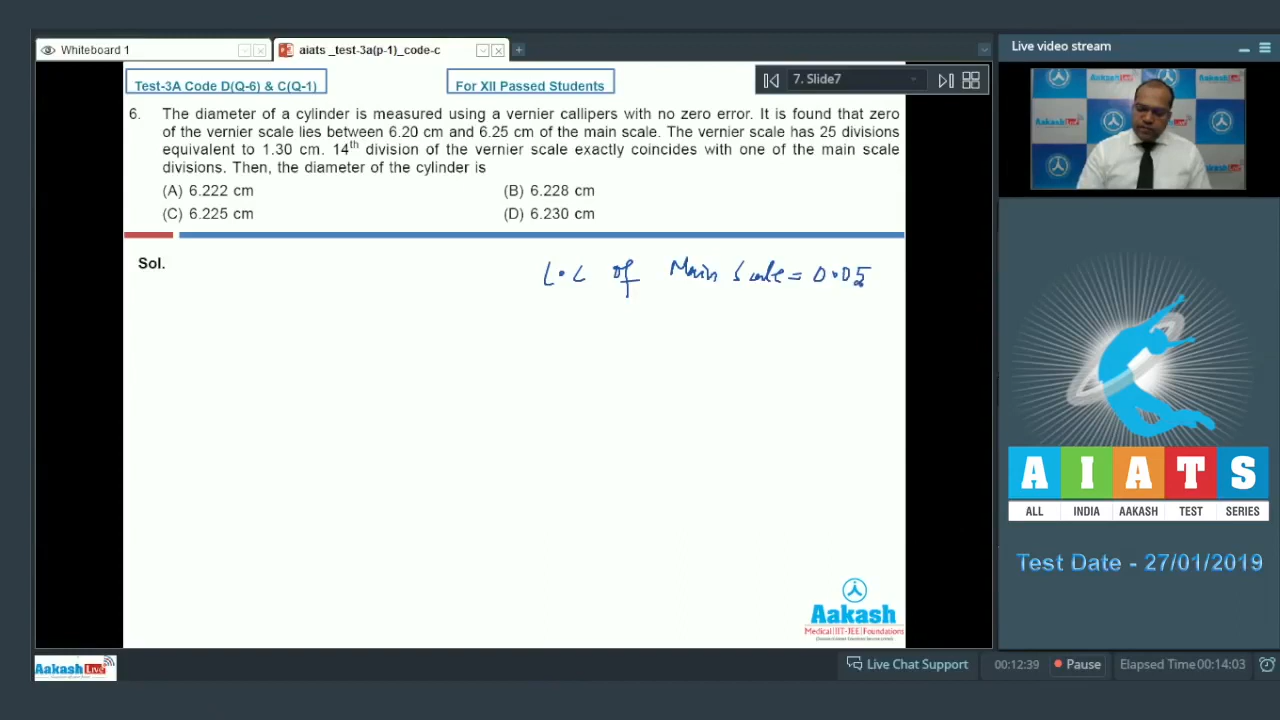 Whiteboard 1
aiats _test-3a(p-1)_code-c
Live video stream
Test-3A Code D(Q-6) & C(Q-1)
For XII Passed Students
7. Slide7
6. The diameter of a cylinder is measured using a vernier callipers with no zero error. It is found that zero
of the vernier scale lies between 6.20 cm and 6.25 cm of the main scale. The vernier scale has 25 divisions
equivalent to 1.30 cm. 14th division of the vernier scale exactly coincides with one of the main scale
divisions. Then, the diameter of the cylinder is
(A) 6.222 cm
(B) 6.228 cm
(C) 6.225 cm
(D) 6.230 cm
Sol.
L.C of Main Scale = 0.05
AIATS
ALL INDIA AAKASH TEST SERIES
Test Date - 27/01/2019
Aakash
Medical|IIT-JEE|Foundations
Aakash Live
Live Chat Support
00:12:39
Pause
Elapsed Time 00:14:03